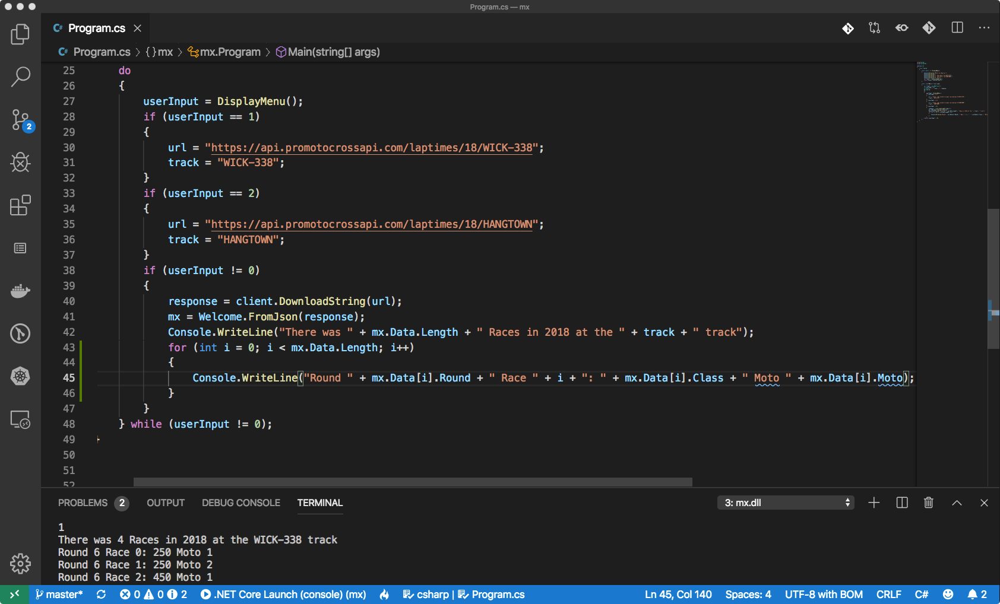 Program.cs — mx
C# Program.cs
C# Program.cs > {} mx > mx.Program > Main(string[] args)
25 do
26 {
27 userInput = DisplayMenu();
28 if (userInput == 1)
29 {
30 url = "https://api.promotocrossapi.com/laptimes/18/WICK-338";
31 track = "WICK-338";
32 }
33 if (userInput == 2)
34 {
35 url = "https://api.promotocrossapi.com/laptimes/18/HANGTOWN";
36 track = "HANGTOWN";
37 }
38 if (userInput != 0)
39 {
40 response = client.DownloadString(url);
41 mx = Welcome.FromJson(response);
42 Console.WriteLine("There was " + mx.Data.Length + " Races in 2018 at the " + track + " track");
43 for (int i = 0; i < mx.Data.Length; i++)
44 {
45 Console.WriteLine("Round " + mx.Data[i].Round + " Race " + i + ": " + mx.Data[i].Class + " Moto " + mx.Data[i].Moto);
46 }
47 }
48 } while (userInput != 0);
49 }
50
51
52
2
PROBLEMS 2 OUTPUT DEBUG CONSOLE TERMINAL 3: mx.dll
1
There was 4 Races in 2018 at the WICK-338 track
Round 6 Race 0: 250 Moto 1
Round 6 Race 1: 250 Moto 2
Round 6 Race 2: 450 Moto 1
master* 0 0 2 .NET Core Launch (console) (mx) csharp | Program.cs Ln 45, Col 140 Spaces: 4 UTF-8 with BOM CRLF C# 2